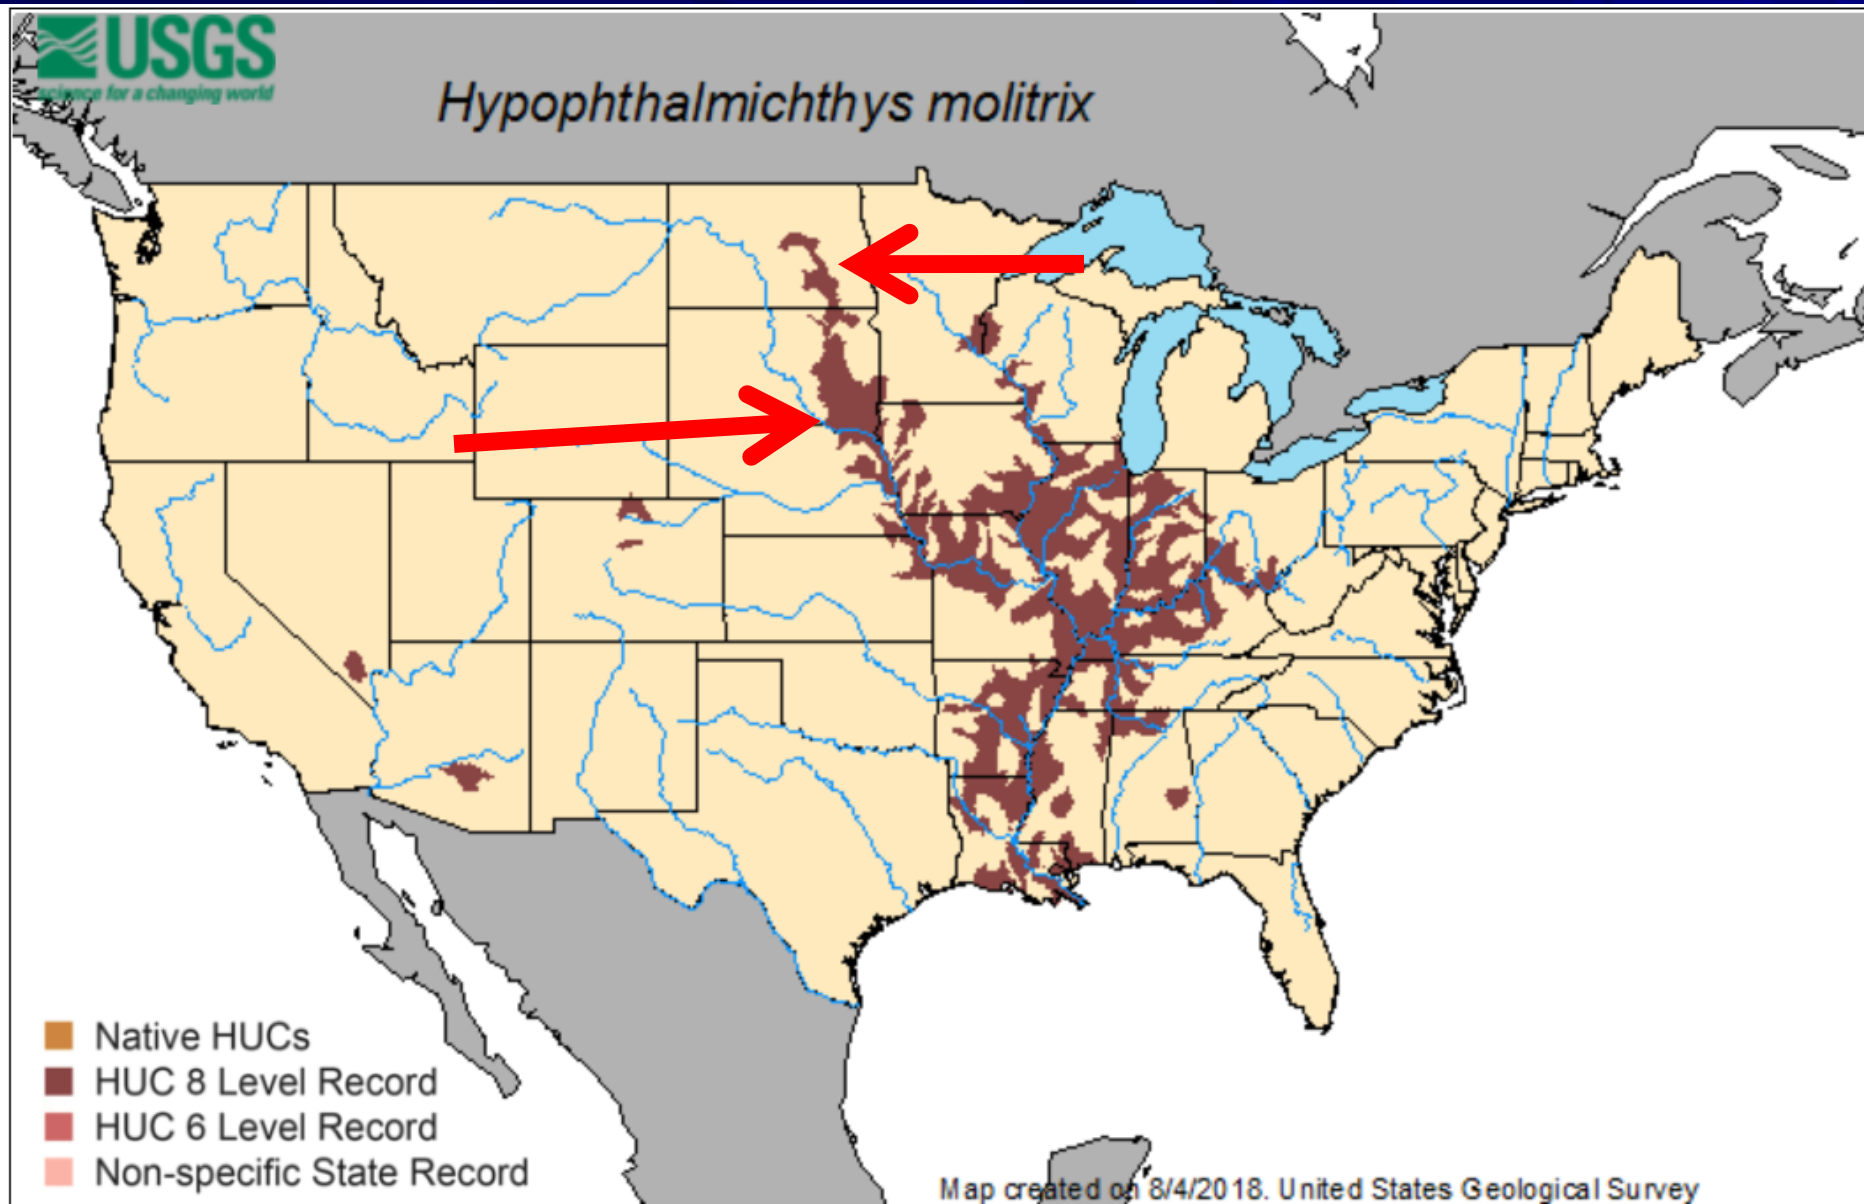 USGS
science for a changing world
Hypophthalmichthys molitrix
Native HUCs
HUC 8 Level Record
HUC 6 Level Record
Non-specific State Record
Map created on 8/4/2018. United States Geological Survey